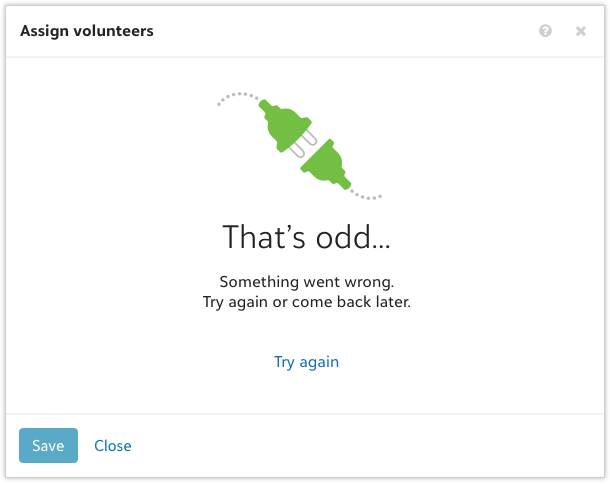 Assign volunteers
That's odd...
Something went wrong.
Try again or come back later.
Try again
Save
Close